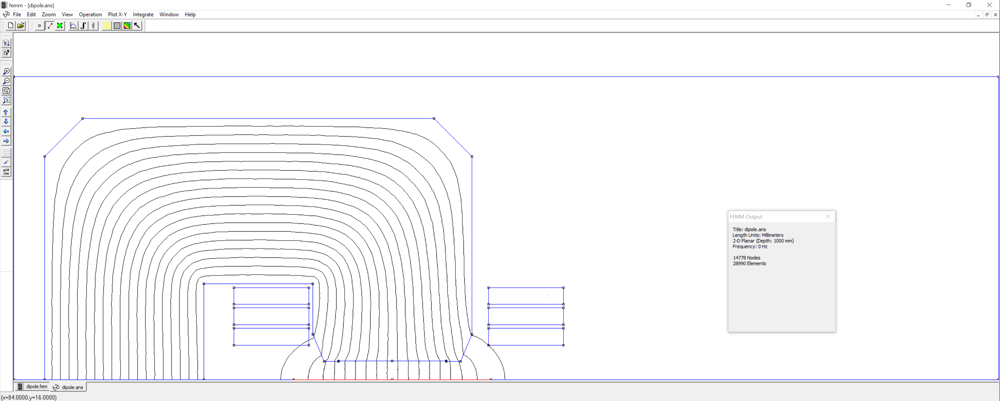 femm - [dipole.ans]
File Edit Zoom View Operation Plot X-Y Integrate Window Help
grid
size
FEMM Output
Title: dipole.ans
Length Units: Millimeters
2-D Planar (Depth: 1000 mm)
Frequency: 0 Hz
14778 Nodes
28990 Elements
dipole.fem dipole.ans
(x=84.0000,y=16.0000)